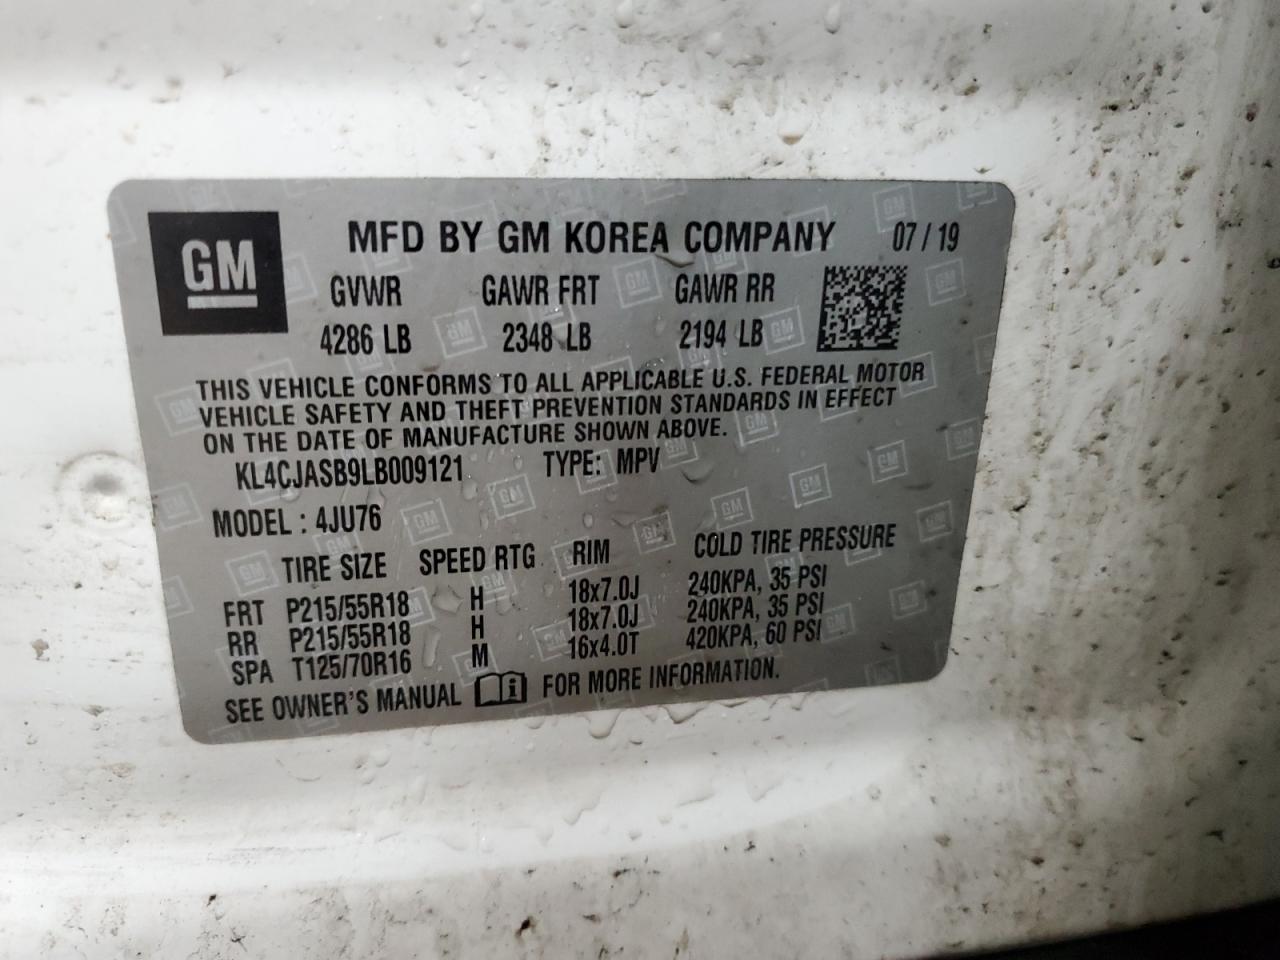 GM
MFD BY GM KOREA COMPANY 07/19
GVWR GAWR FRT GAWR RR
4286 LB 2348 LB 2194 LB
THIS VEHICLE CONFORMS TO ALL APPLICABLE U.S. FEDERAL MOTOR
VEHICLE SAFETY AND THEFT PREVENTION STANDARDS IN EFFECT
ON THE DATE OF MANUFACTURE SHOWN ABOVE.
KL4CJASB9LB009121 TYPE: MPV
MODEL : 4JU76
TIRE SIZE SPEED RTG RIM COLD TIRE PRESSURE
FRT P215/55R18 H 18x7.0J 240KPA, 35 PSI
RR P215/55R18 H 18x7.0J 240KPA, 35 PSI
SPA T125/70R16 M 16x4.0T 420KPA, 60 PSI
SEE OWNER'S MANUAL i FOR MORE INFORMATION.